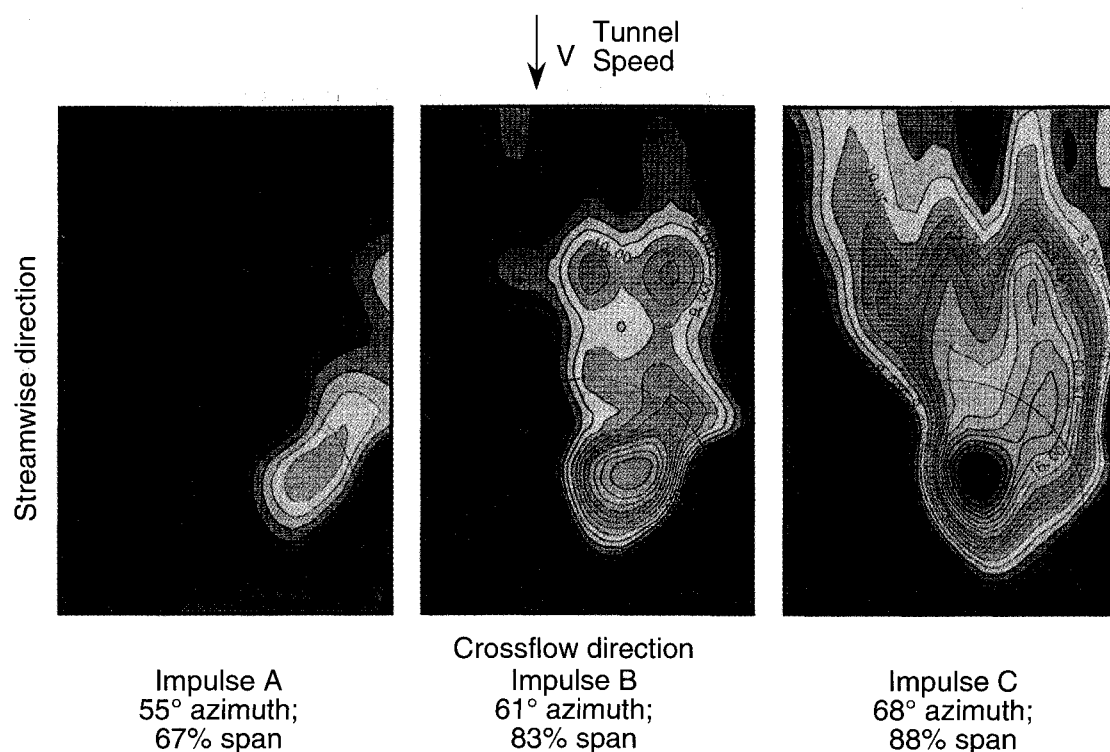 Tunnel
V Speed
Streamwise direction
Crossflow direction
Impulse A
55° azimuth;
67% span
Impulse B
61° azimuth;
83% span
Impulse C
68° azimuth;
88% span